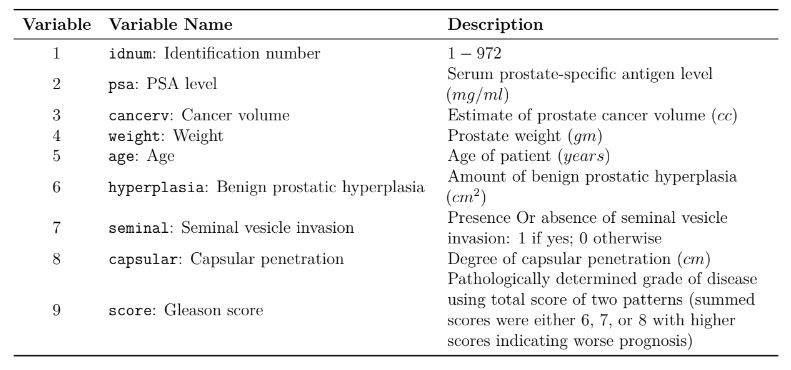 Variable Variable Name Description
1 idnum: Identification number 1 − 972
2 psa: PSA level Serum prostate-specific antigen level
(mg/ml)
3 cancerv: Cancer volume Estimate of prostate cancer volume (cc)
4 weight: Weight Prostate weight (gm)
5 age: Age Age of patient (years)
6 hyperplasia: Benign prostatic hyperplasia Amount of benign prostatic hyperplasia
(cm²)
7 seminal: Seminal vesicle invasion Presence Or absence of seminal vesicle
invasion: 1 if yes; 0 otherwise
8 capsular: Capsular penetration Degree of capsular penetration (cm)
9 score: Gleason score Pathologically determined grade of disease
using total score of two patterns (summed
scores were either 6, 7, or 8 with higher
scores indicating worse prognosis)